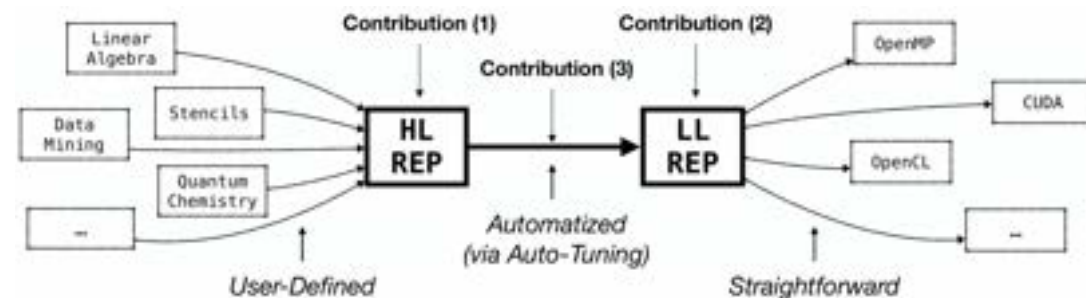 Contribution (1)
Contribution (2)
Contribution (3)
Linear
Algebra
Stencils
Data
Mining
Quantum
Chemistry
…
HL
REP
LL
REP
OpenMP
CUDA
OpenCL
…
Automatized
(via Auto-Tuning)
User-Defined
Straightforward